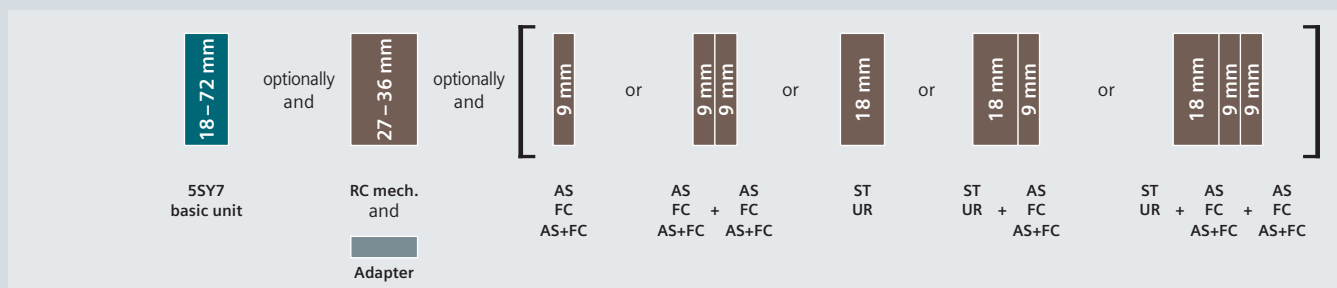 18–72 mm
optionally
and
27–36 mm
optionally
and
9 mm
or
9 mm
9 mm
or
18 mm
or
18 mm
9 mm
or
18 mm
9 mm
9 mm
5SY7
basic unit
RC mech.
and
Adapter
AS
FC
AS+FC
AS AS
FC + FC
AS+FC AS+FC
ST
UR
ST AS
UR + FC
AS+FC
ST AS AS
UR + FC + FC
AS+FC AS+FC